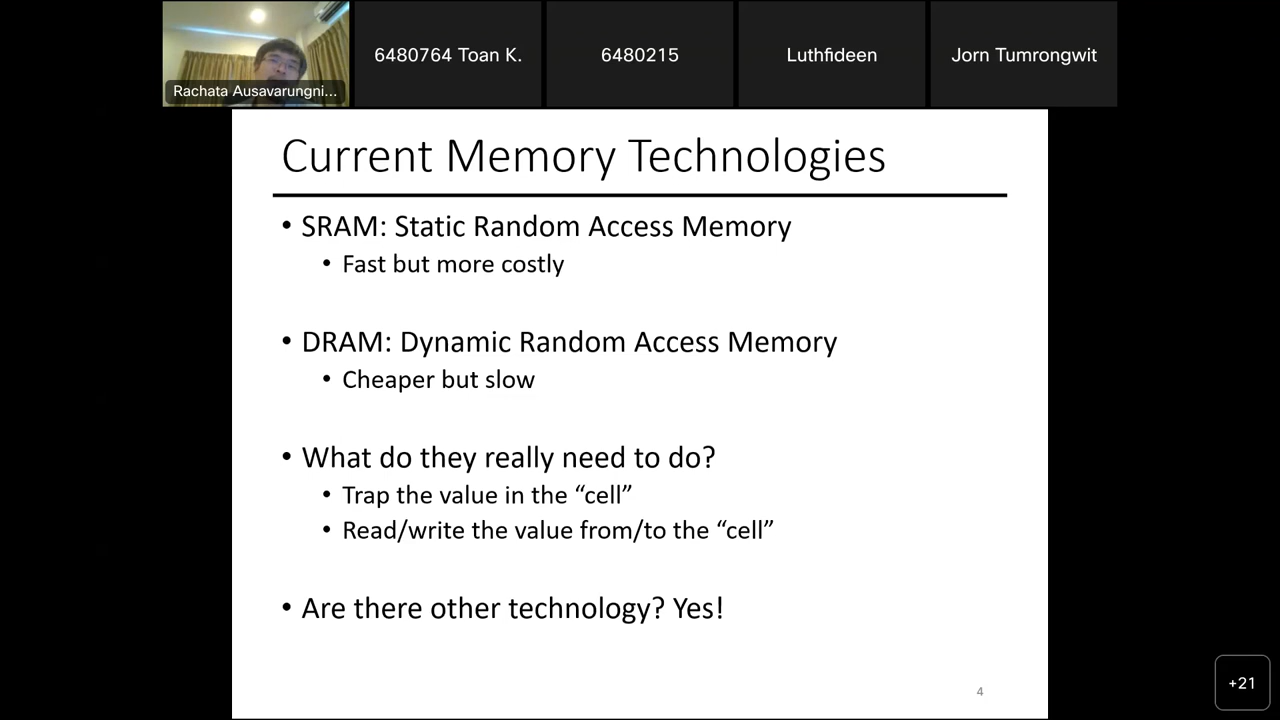 Rachata Ausavarungni...
6480764 Toan K.
6480215
Luthfideen
Jorn Tumrongwit
Current Memory Technologies
• SRAM: Static Random Access Memory
• Fast but more costly
• DRAM: Dynamic Random Access Memory
• Cheaper but slow
• What do they really need to do?
• Trap the value in the “cell”
• Read/write the value from/to the “cell”
• Are there other technology? Yes!
4
+21